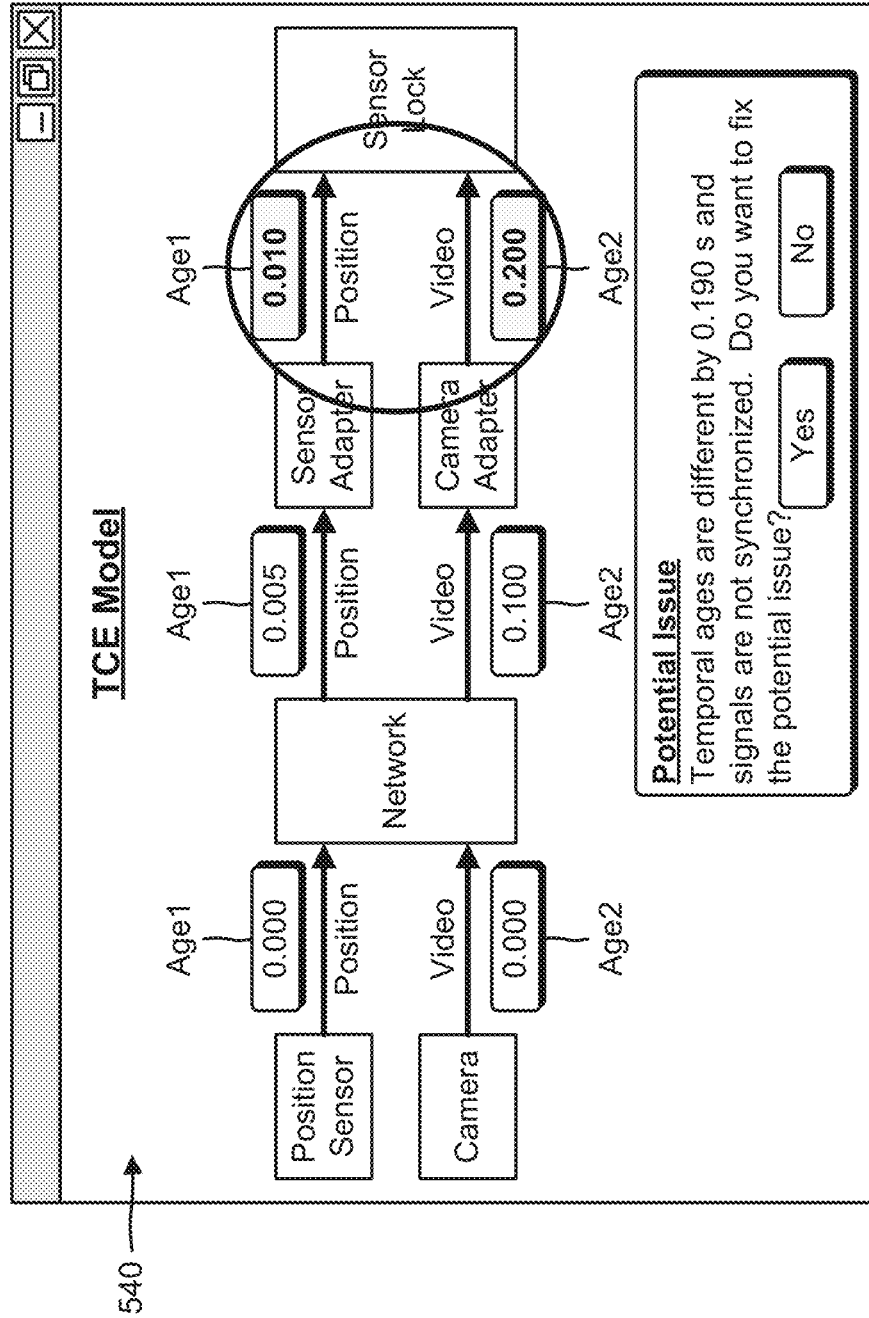 540
TCE Model
Age1
Age1
Age1
0.000
0.005
0.010
Position
Position
Position
Position
Sensor
Network
Sensor
Adapter
Sensor
Lock
Camera
Camera
Adapter
Video
Video
Video
0.000
0.100
0.200
Age2
Age2
Age2
Potential Issue
Temporal ages are different by 0.190 s and
signals are not synchronized. Do you want to fix
the potential issue?
Yes
No